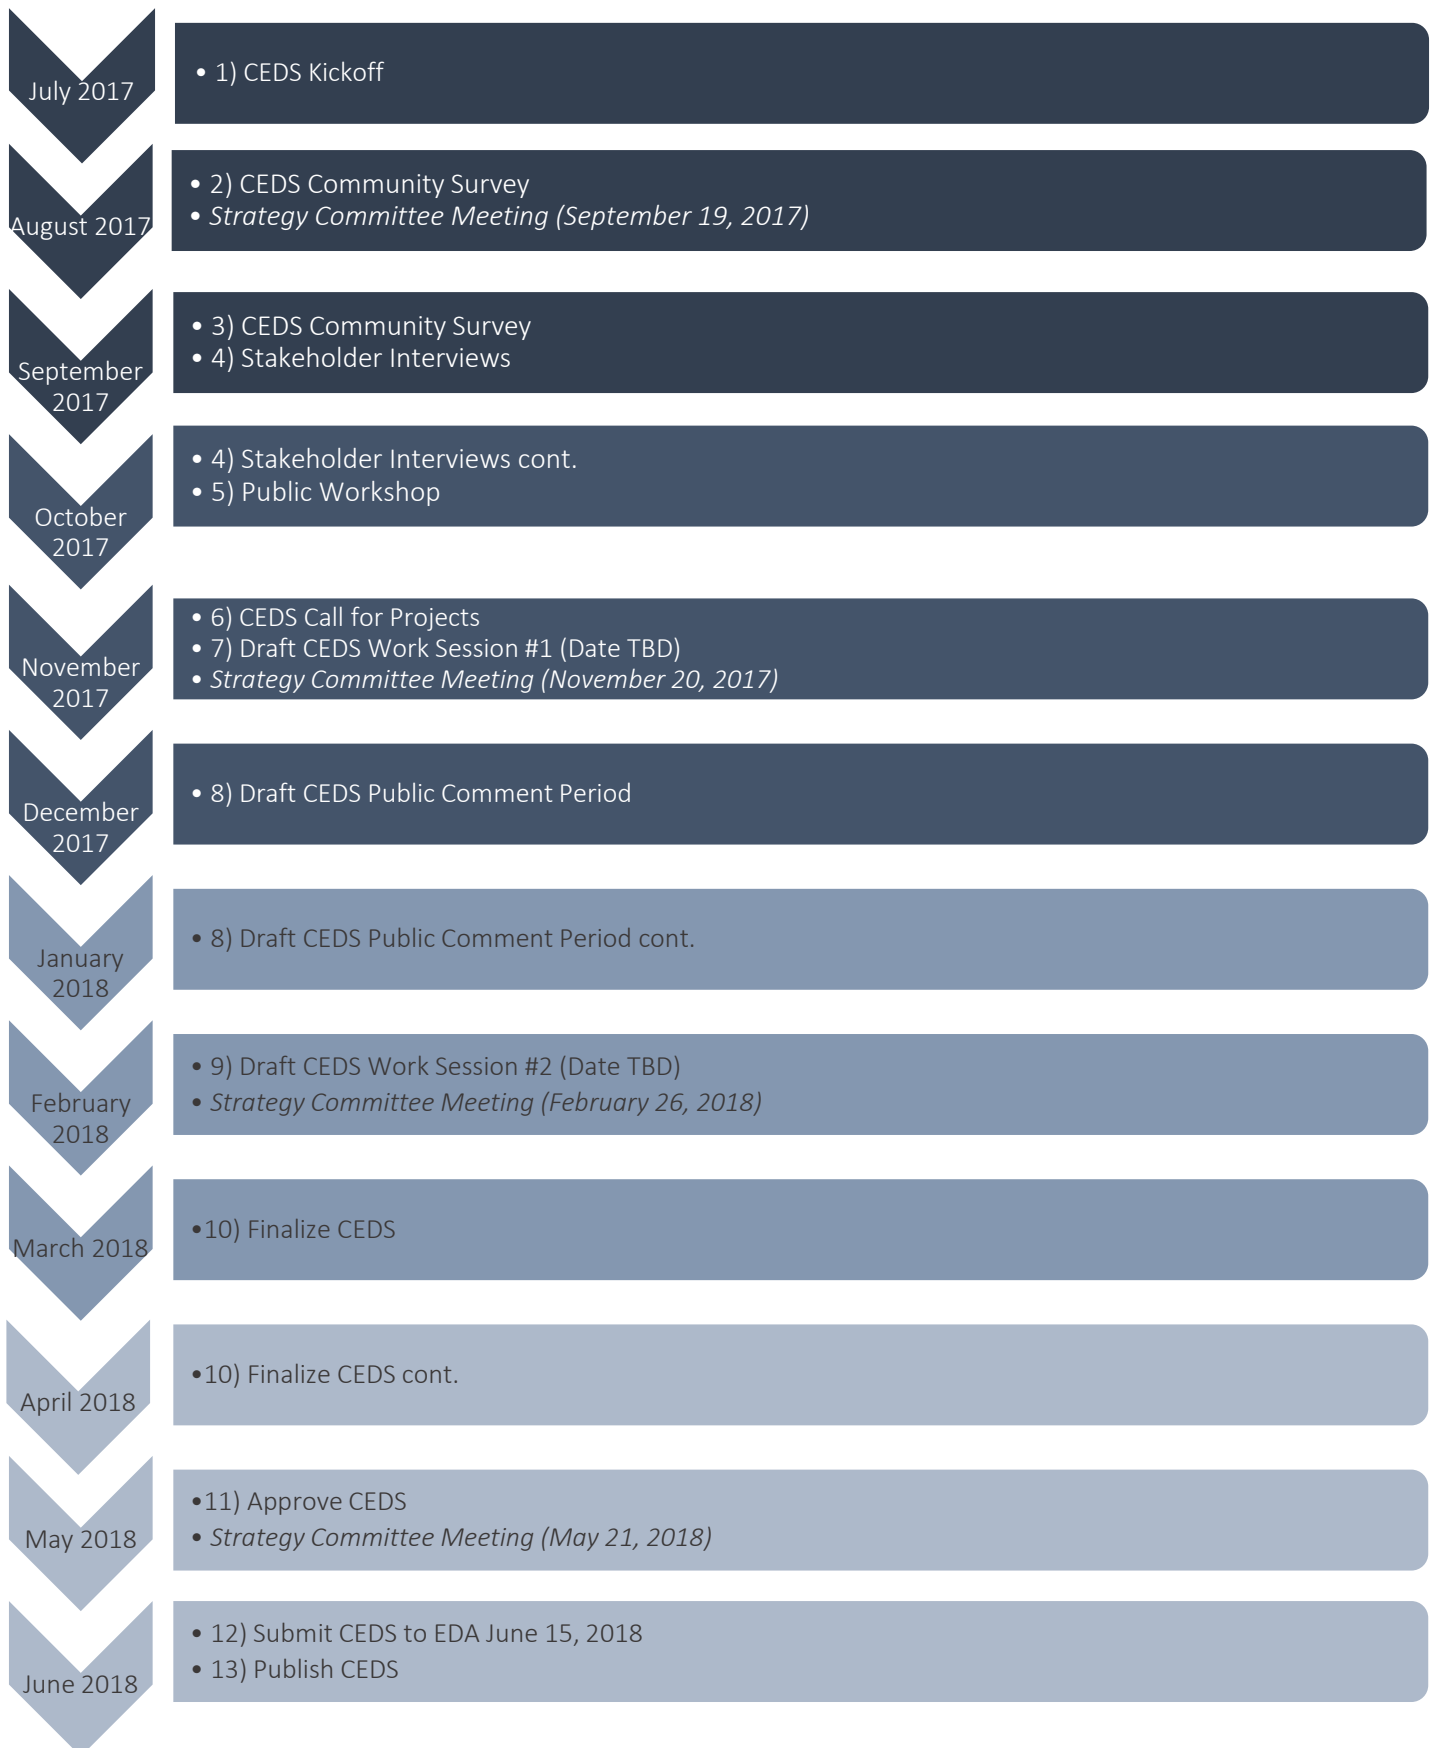 July 2017
• 1) CEDS Kickoff
August 2017
• 2) CEDS Community Survey
• Strategy Committee Meeting (September 19, 2017)
September
2017
• 3) CEDS Community Survey
• 4) Stakeholder Interviews
October
2017
• 4) Stakeholder Interviews cont.
• 5) Public Workshop
November
2017
• 6) CEDS Call for Projects
• 7) Draft CEDS Work Session #1 (Date TBD)
• Strategy Committee Meeting (November 20, 2017)
December
2017
• 8) Draft CEDS Public Comment Period
January
2018
• 8) Draft CEDS Public Comment Period cont.
February
2018
• 9) Draft CEDS Work Session #2 (Date TBD)
• Strategy Committee Meeting (February 26, 2018)
March 2018
•10) Finalize CEDS
April 2018
•10) Finalize CEDS cont.
May 2018
•11) Approve CEDS
• Strategy Committee Meeting (May 21, 2018)
June 2018
• 12) Submit CEDS to EDA June 15, 2018
• 13) Publish CEDS